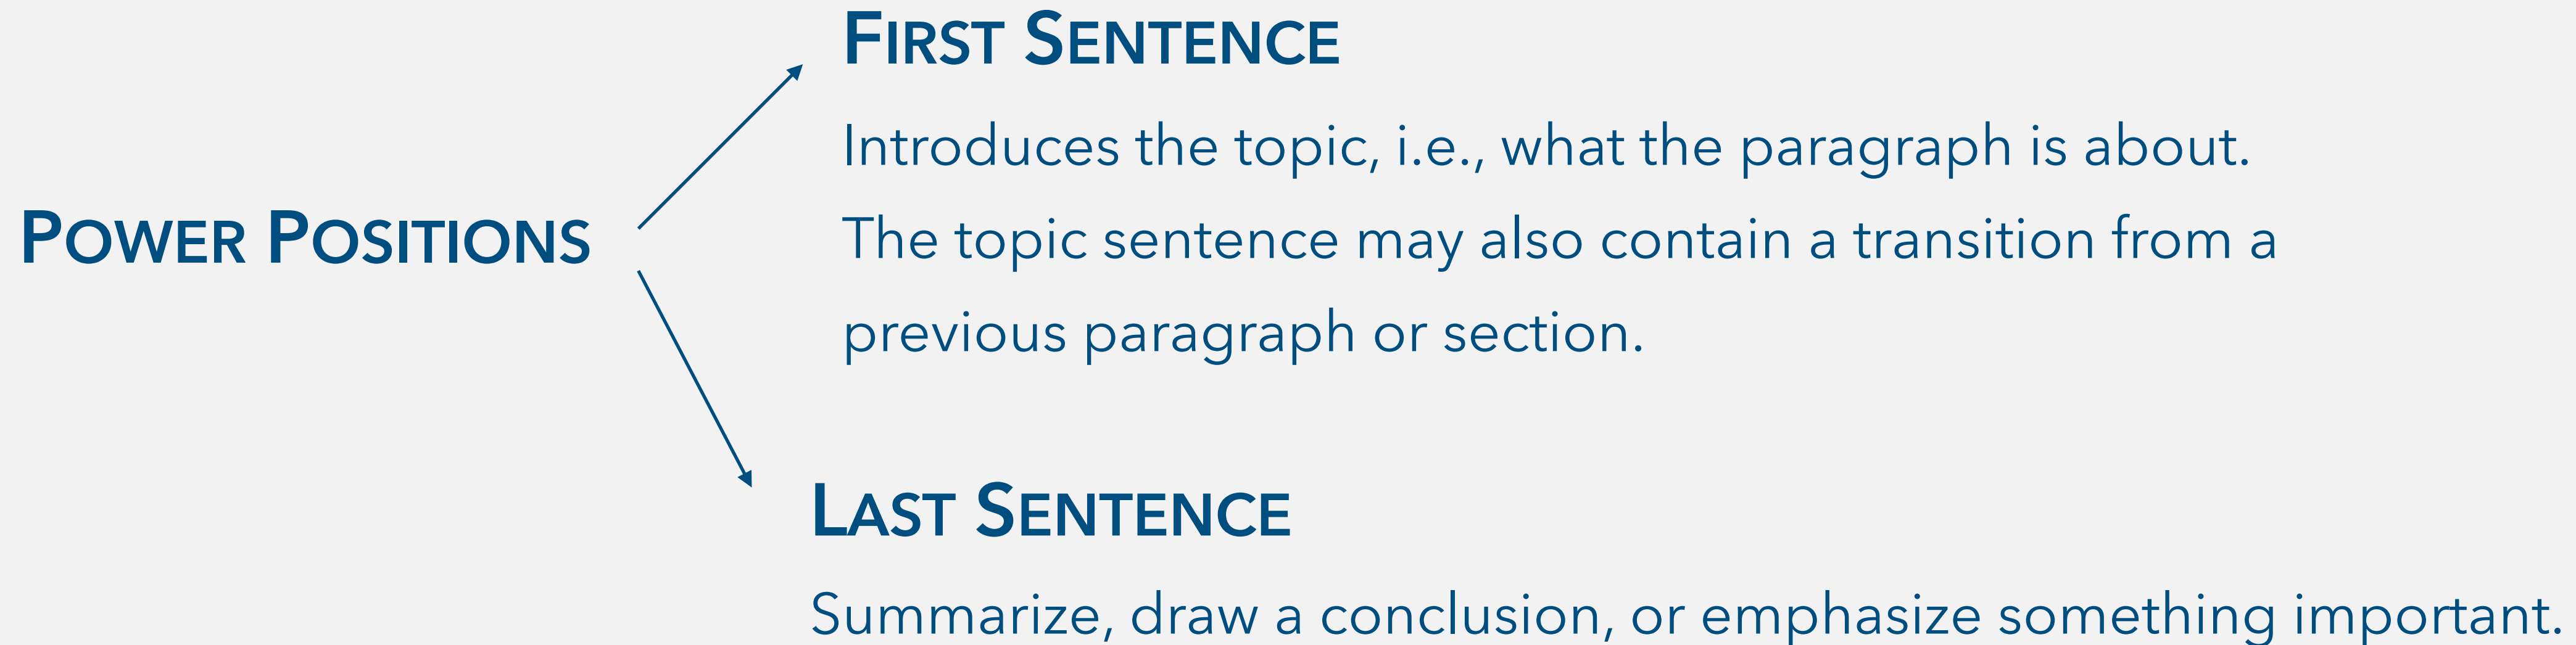 POWER POSITIONS
FIRST SENTENCE
Introduces the topic, i.e., what the paragraph is about.
The topic sentence may also contain a transition from a
previous paragraph or section.
LAST SENTENCE
Summarize, draw a conclusion, or emphasize something important.